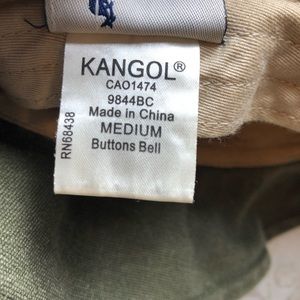 KANGOL®
CAO1474
9844BC
Made in China
MEDIUM
Buttons Bell
RN68438